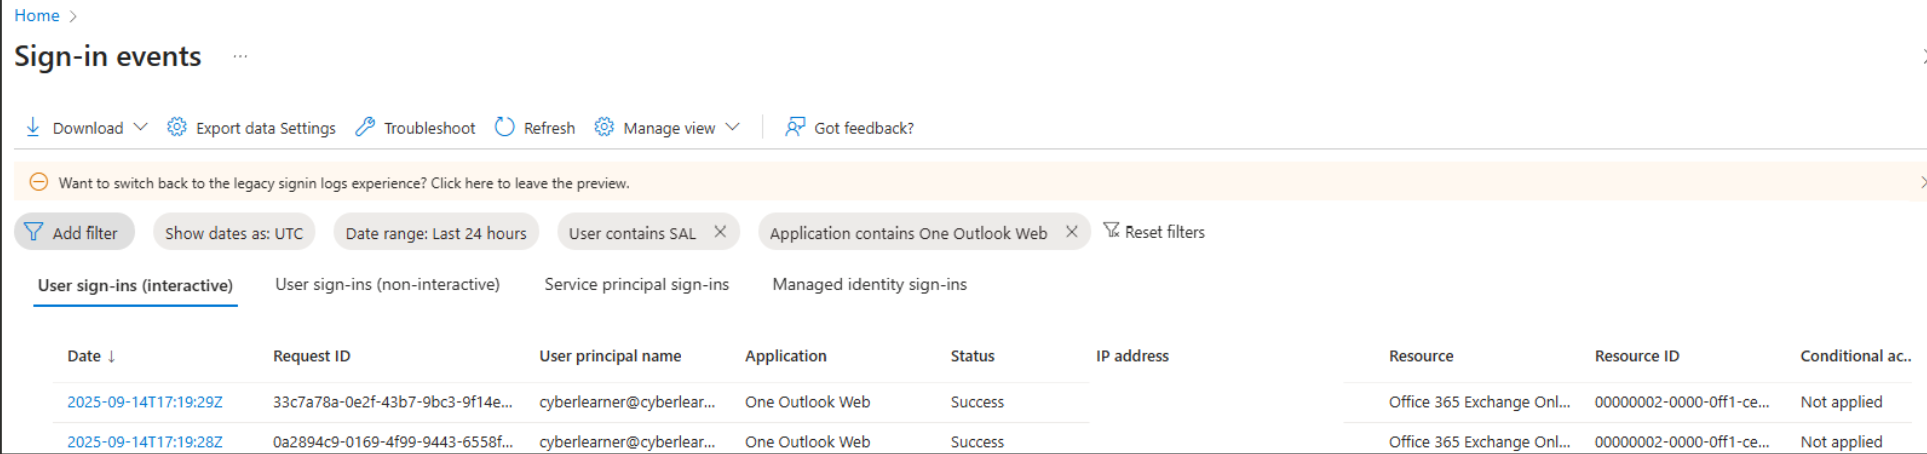 Home >
Sign-in events ...
Download Export data Settings Troubleshoot Refresh Manage view Got feedback?
Want to switch back to the legacy signin logs experience? Click here to leave the preview.
Add filter Show dates as: UTC Date range: Last 24 hours User contains SAL Application contains One Outlook Web Reset filters
User sign-ins (interactive) User sign-ins (non-interactive) Service principal sign-ins Managed identity sign-ins
Date ↓ Request ID User principal name Application Status IP address Resource Resource ID Conditional ac..
2025-09-14T17:19:29Z 33c7a78a-0e2f-43b7-9bc3-9f14e... cyberlearner@cyberlear... One Outlook Web Success Office 365 Exchange Onl... 00000002-0000-0ff1-ce... Not applied
2025-09-14T17:19:28Z 0a2894c9-0169-4f99-9443-6558f... cyberlearner@cyberlear... One Outlook Web Success Office 365 Exchange Onl... 00000002-0000-0ff1-ce... Not applied